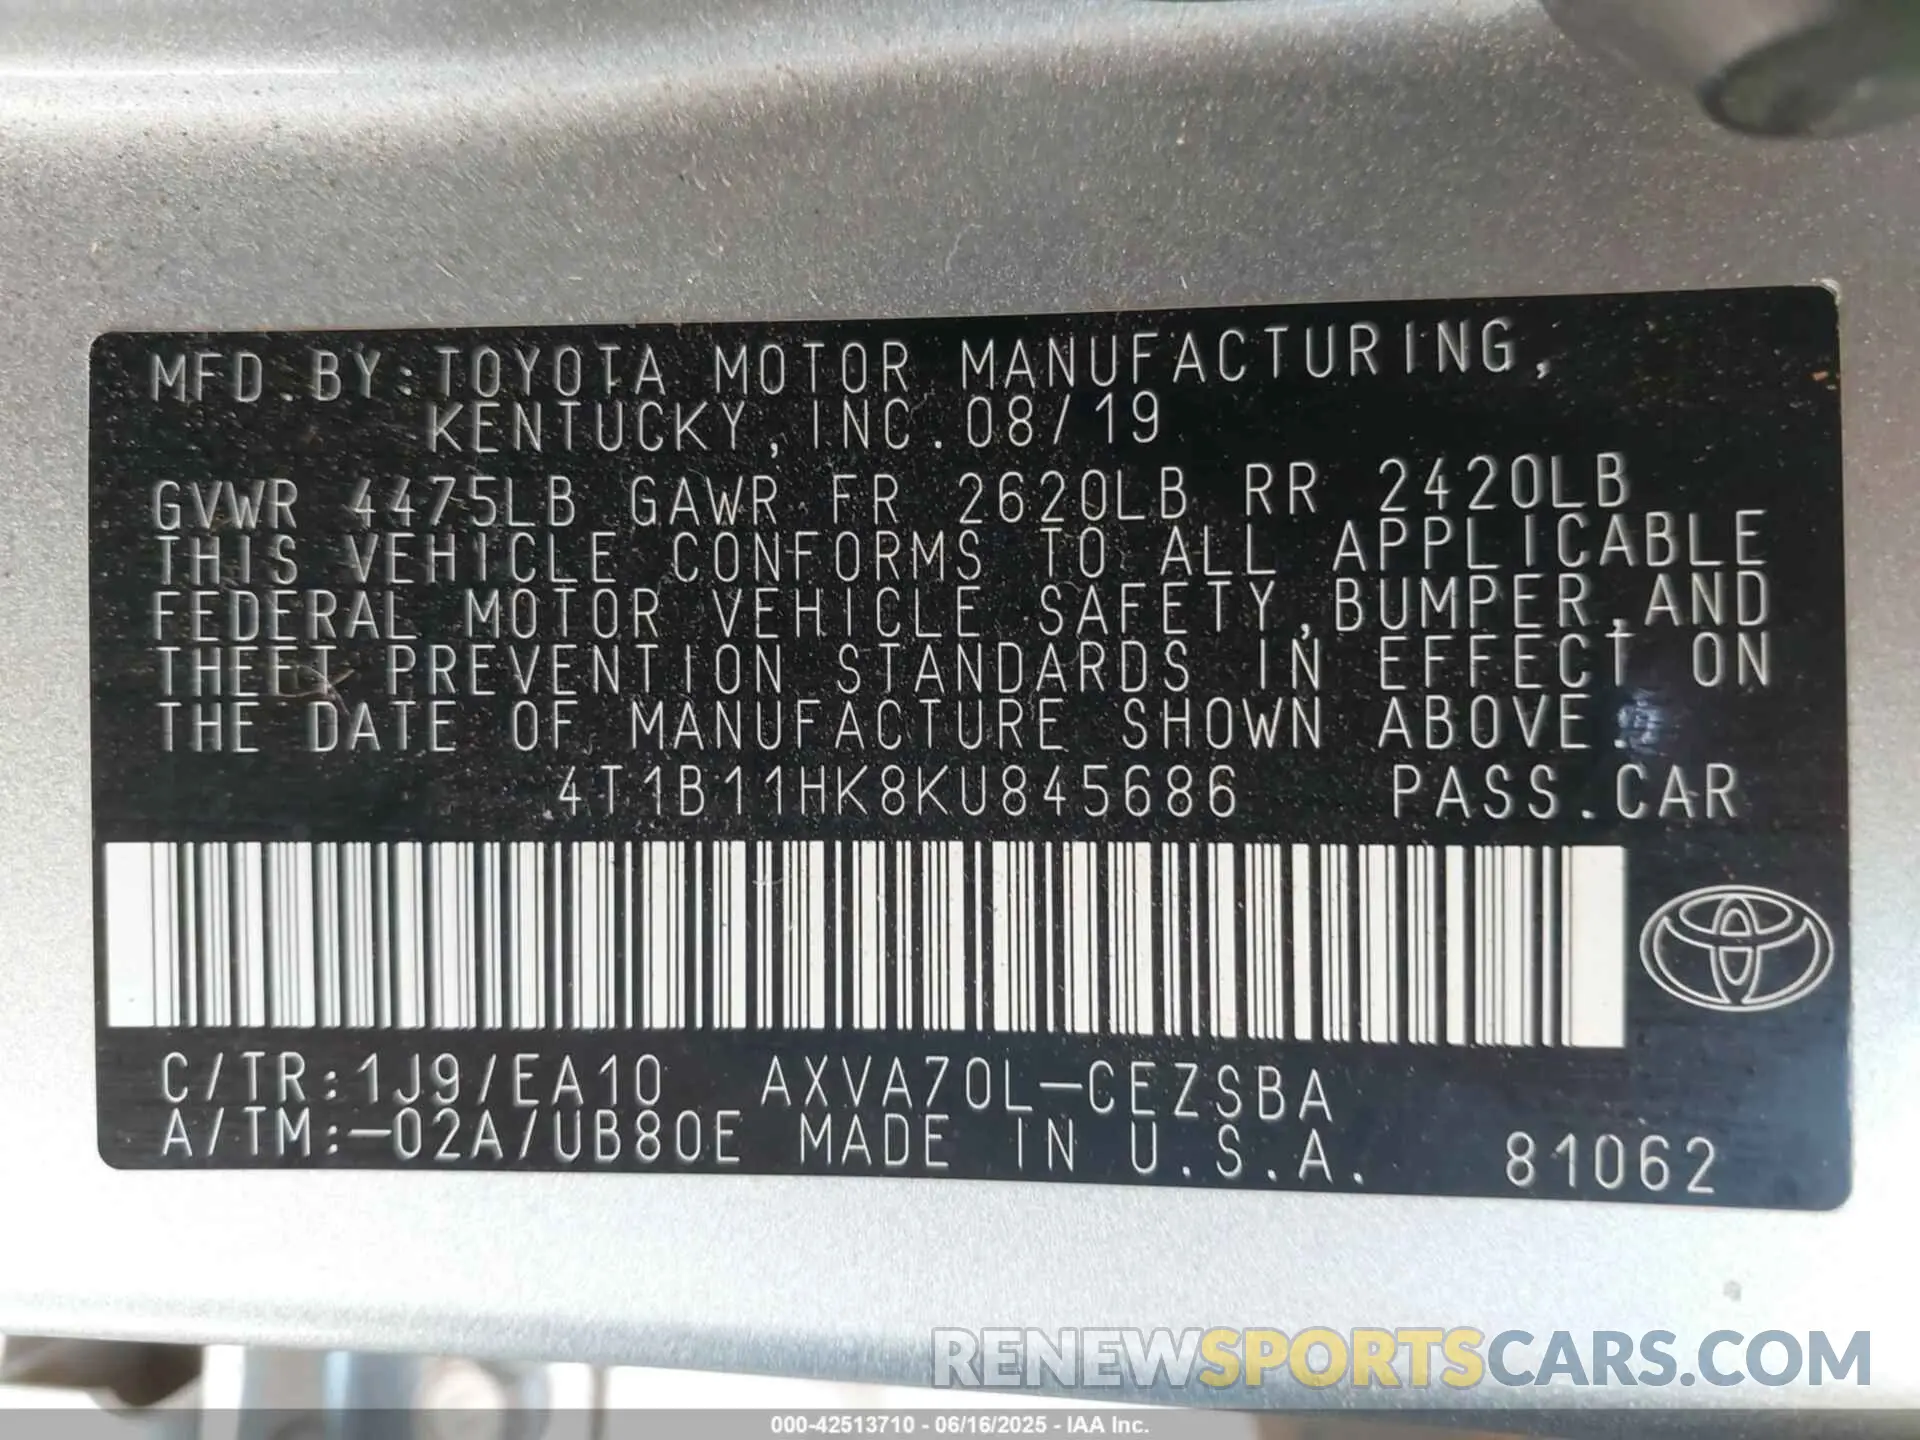 MFD.BY:TOYOTA MOTOR MANUFACTURING,
KENTUCKY,INC.08/19
GVWR 4475LB GAWR FR 2620LB RR 2420LB
THIS VEHICLE CONFORMS TO ALL APPLICABLE
FEDERAL MOTOR VEHICLE SAFETY,BUMPER,AND
THEFT PREVENTION STANDARDS IN EFFECT ON
THE DATE OF MANUFACTURE SHOWN ABOVE.
4T1B11HK8KU845686 PASS.CAR
C/TR:1J9/EA10 AXVA70L-CEZSBA
A/TM:-02A/UB80E MADE IN U.S.A. 81062
RENEWSPORTSCARS.COM
000-42513710 - 06/16/2025 - IAA Inc.